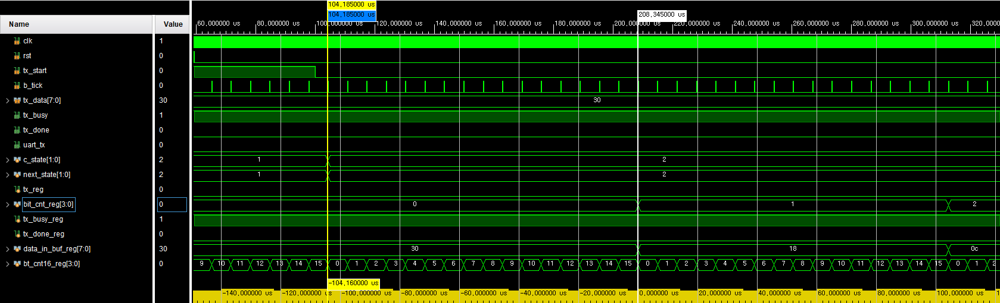 104,185000 us
104,185000 us
208,345000 us
Name Value
60,000000 us 80,000000 us 100,000000 us 120,000000 us 140,000000 us 160,000000 us 180,000000 us 200,000000 us 220,000000 us 240,000000 us 260,000000 us 280,000000 us 300,000000 us
clk 1
rst 0
tx_start 0
b_tick 0
tx_data[7:0] 30 30
tx_busy 1
tx_done 0
uart_tx 0
c_state[1:0] 2 1 2
next_state[1:0] 2 1 2
tx_reg 0
bit_cnt_reg[3:0] 0 0 1 2
tx_busy_reg 1
tx_done_reg 0
data_in_buf_reg[7:0] 30 30 18 0c
bt_cnt16_reg[3:0] 0 9 10 11 12 13 14 15 0 1 2 3 4 5 6 7 8 9 10 11 12 13 14 15 0 1 2 3 4 5 6 7 8 9 10 11 12 13 14 15 0 1 2
-104,160000 us
-140,000000 us -120,000000 us -100,000000 us -80,000000 us -60,000000 us -40,000000 us -20,000000 us 0,000000 us 20,000000 us 40,000000 us 60,000000 us 80,000000 us 100,000000 us